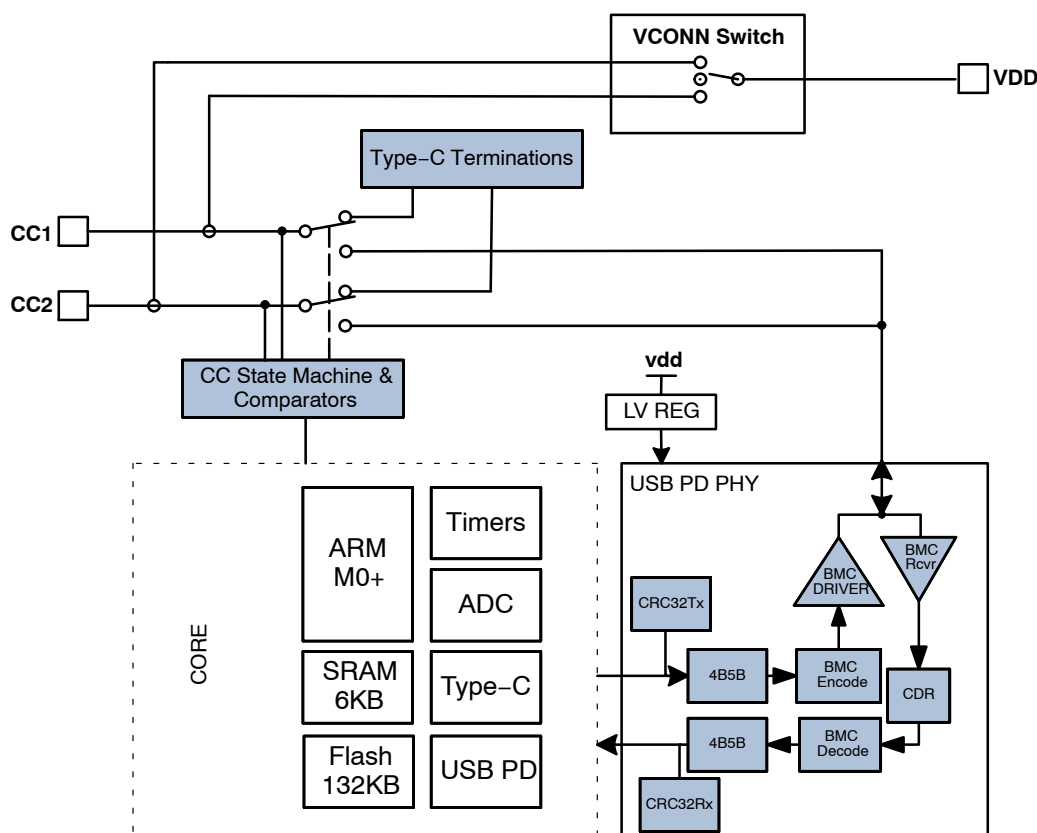 VCONN Switch
VDD
Type−C Terminations
CC1
CC2
CC State Machine &
Comparators
vdd
LV REG
USB PD PHY
CORE
ARM
M0+
Timers
ADC
SRAM
6KB
Type−C
Flash
132KB
USB PD
BMC
DRIVER
BMC
Rcvr
CRC32Tx
4B5B
BMC
Encode
CDR
4B5B
BMC
Decode
CRC32Rx